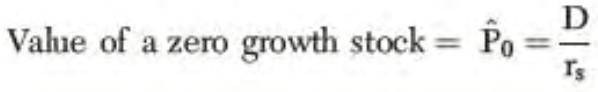 Value of a zero growth stock = P̂₀ = D/rₛ